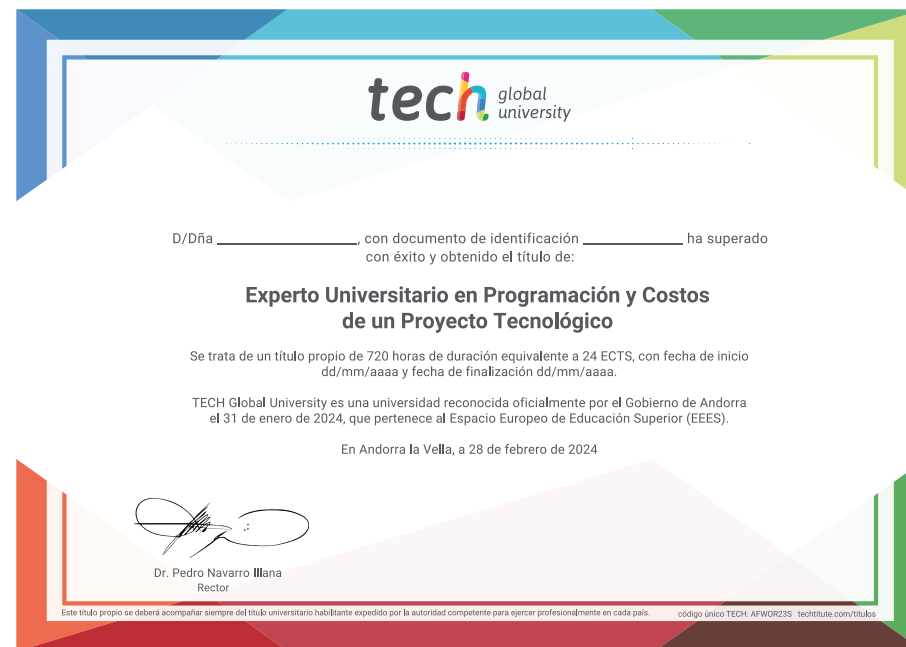 tech global university
D/Dña ____________________, con documento de identificación ______________ ha superado
con éxito y obtenido el título de:
Experto Universitario en Programación y Costos
de un Proyecto Tecnológico
Se trata de un título propio de 720 horas de duración equivalente a 24 ECTS, con fecha de inicio
dd/mm/aaaa y fecha de finalización dd/mm/aaaa.
TECH Global University es una universidad reconocida oficialmente por el Gobierno de Andorra
el 31 de enero de 2024, que pertenece al Espacio Europeo de Educación Superior (EEES).
En Andorra la Vella, a 28 de febrero de 2024
Dr. Pedro Navarro Illana
Rector
Este título propio se deberá acompañar siempre del título universitario habilitante expedido por la autoridad competente para ejercer profesionalmente en cada país.
código único TECH: AFWOR23S techtitute.com/titulos